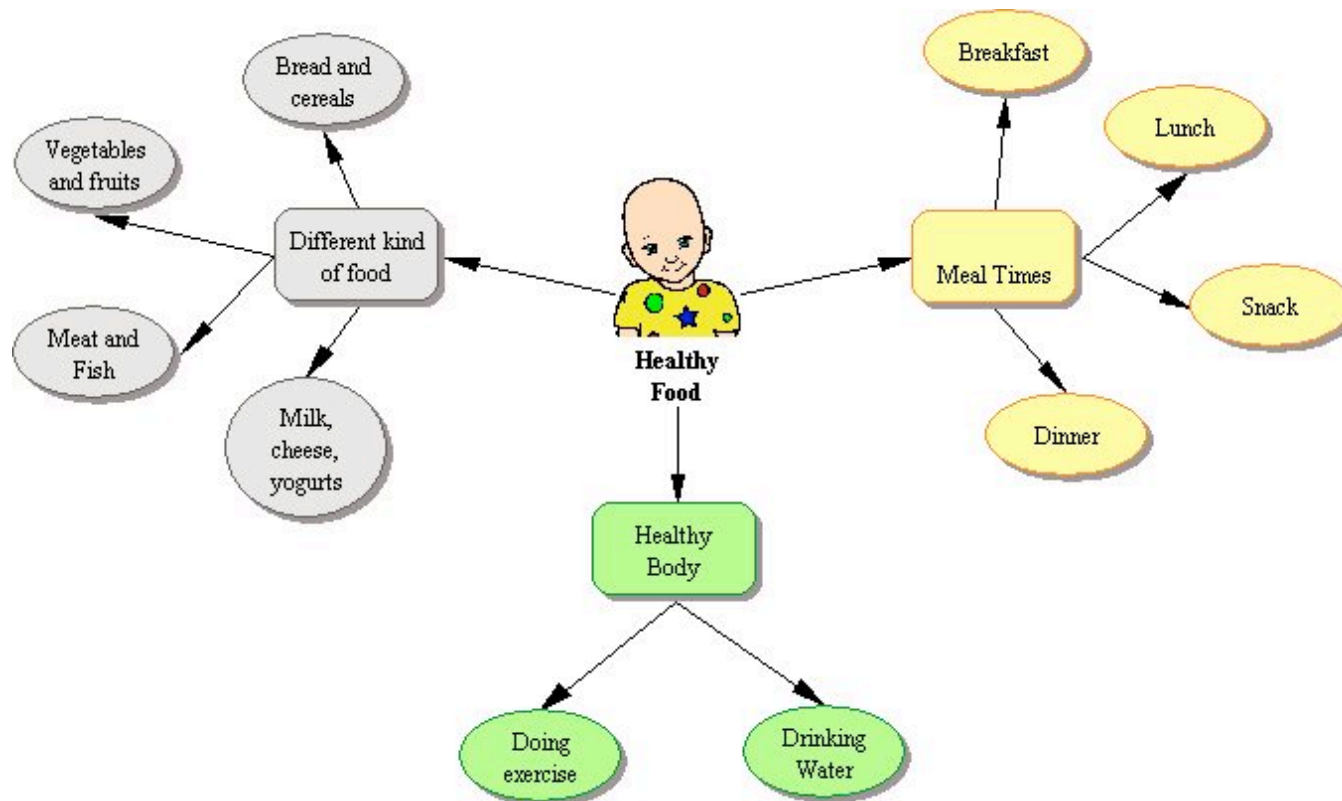 Bread and
cereals
Vegetables
and fruits
Different kind
of food
Meat and
Fish
Milk,
cheese,
yogurts
Healthy
Food
Breakfast
Lunch
Meal Times
Snack
Dinner
Healthy
Body
Doing
exercise
Drinking
Water